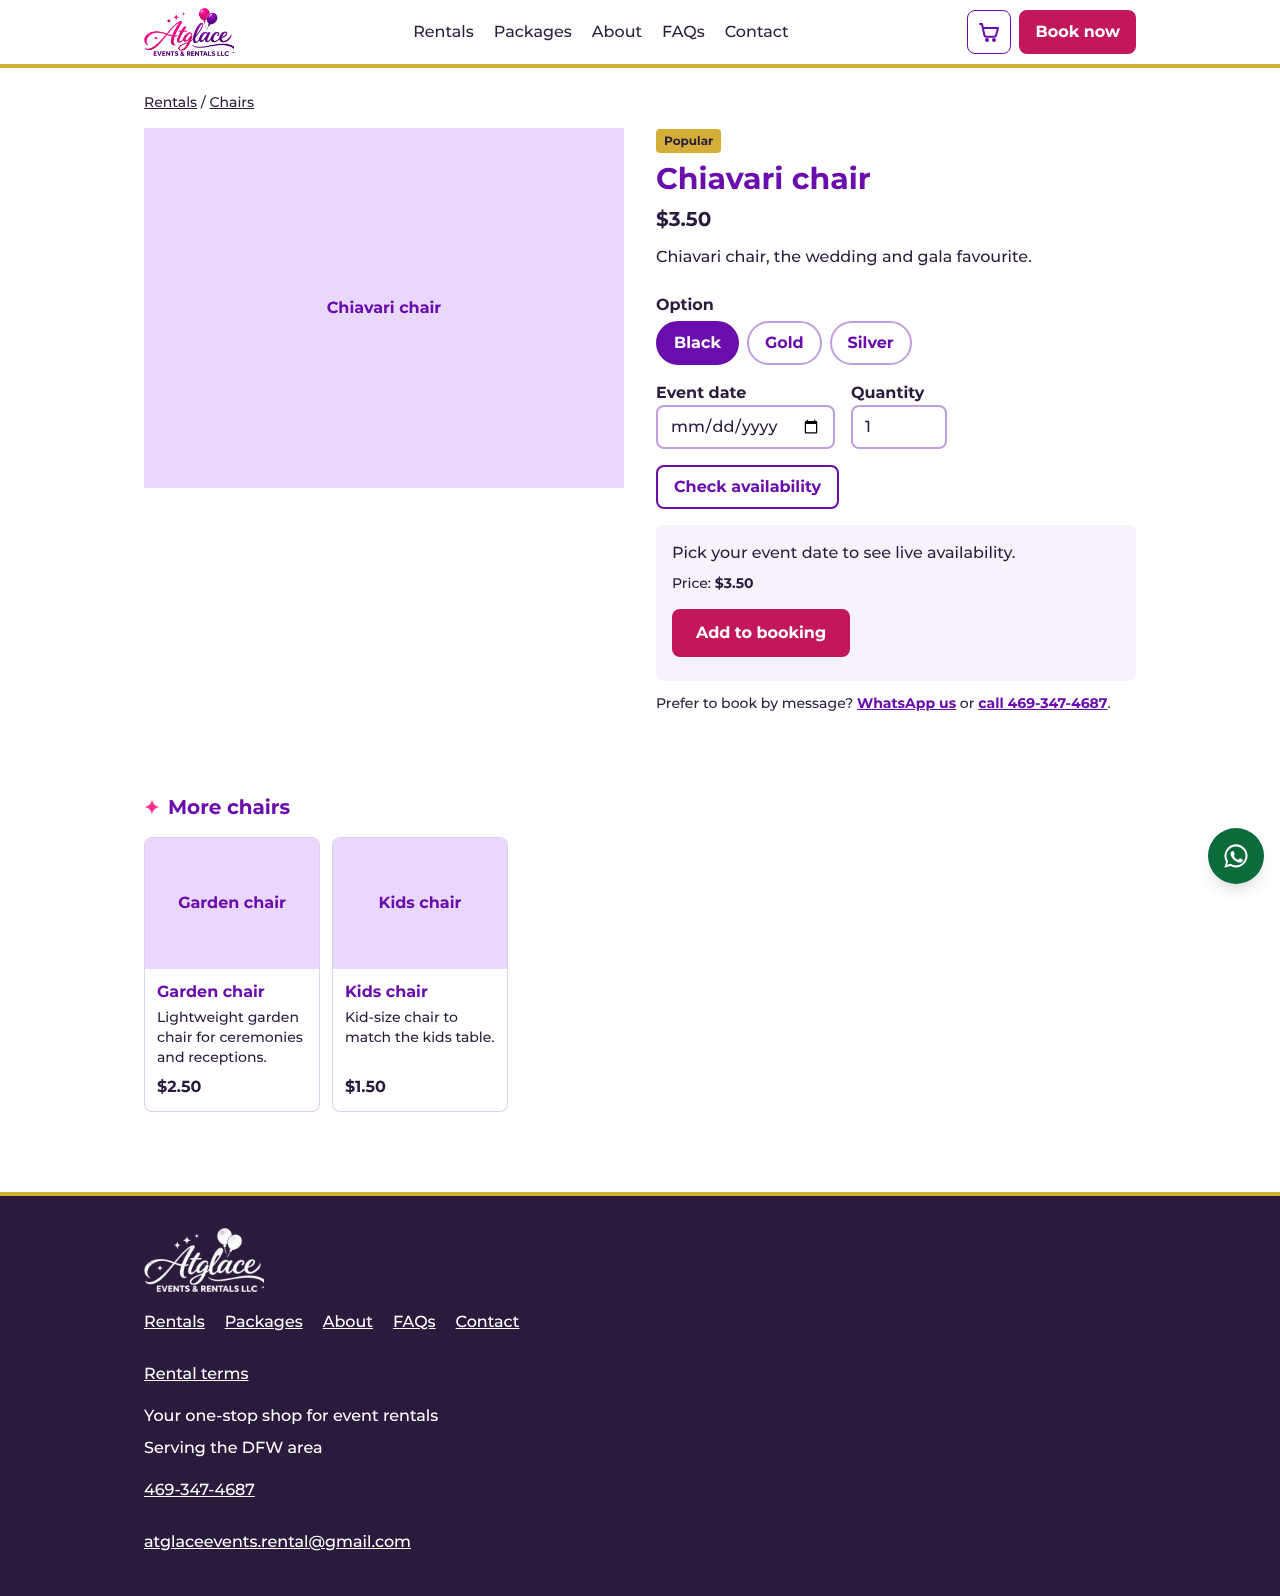 Atglace
EVENTS & RENTALS LLC
Rentals Packages About FAQs Contact
Book now
Rentals / Chairs
Chiavari chair
Popular
Chiavari chair
$3.50
Chiavari chair, the wedding and gala favourite.
Option
Black Gold Silver
Event date Quantity
mm/dd/yyyy 1
Check availability
Pick your event date to see live availability.
Price: $3.50
Add to booking
Prefer to book by message? WhatsApp us or call 469-347-4687.
✦ More chairs
Garden chair
Garden chair
Lightweight garden
chair for ceremonies
and receptions.
$2.50
Kids chair
Kids chair
Kid-size chair to
match the kids table.
$1.50
Atglace
EVENTS & RENTALS LLC
Rentals Packages About FAQs Contact
Rental terms
Your one-stop shop for event rentals
Serving the DFW area
469-347-4687
atglaceevents.rental@gmail.com